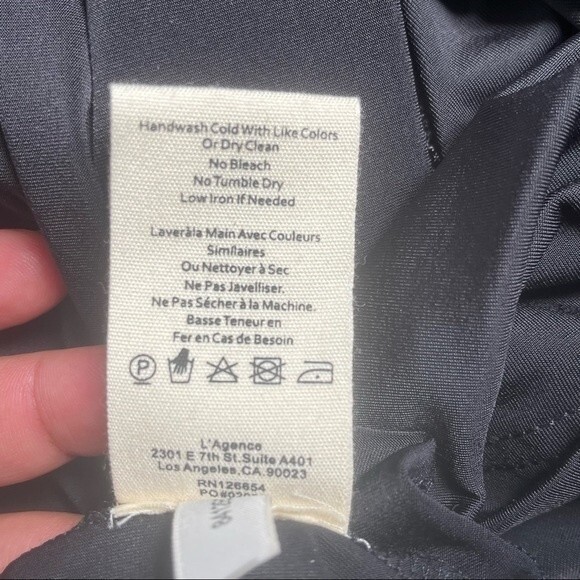 Handwash Cold With Like Colors
Or Dry Clean
No Bleach
No Tumble Dry
Low Iron If Needed
Laveràla Main Avec Couleurs
Simflaires
Ou Nettoyer à Sec
Ne Pas Javelliser.
Ne Pas Sécher à la Machine.
Basse Teneur en
Fer en Cas de Besoin
P
L'Agence
2301 E 7th St.Suite A401
Los Angeles,CA.90023
RN126854